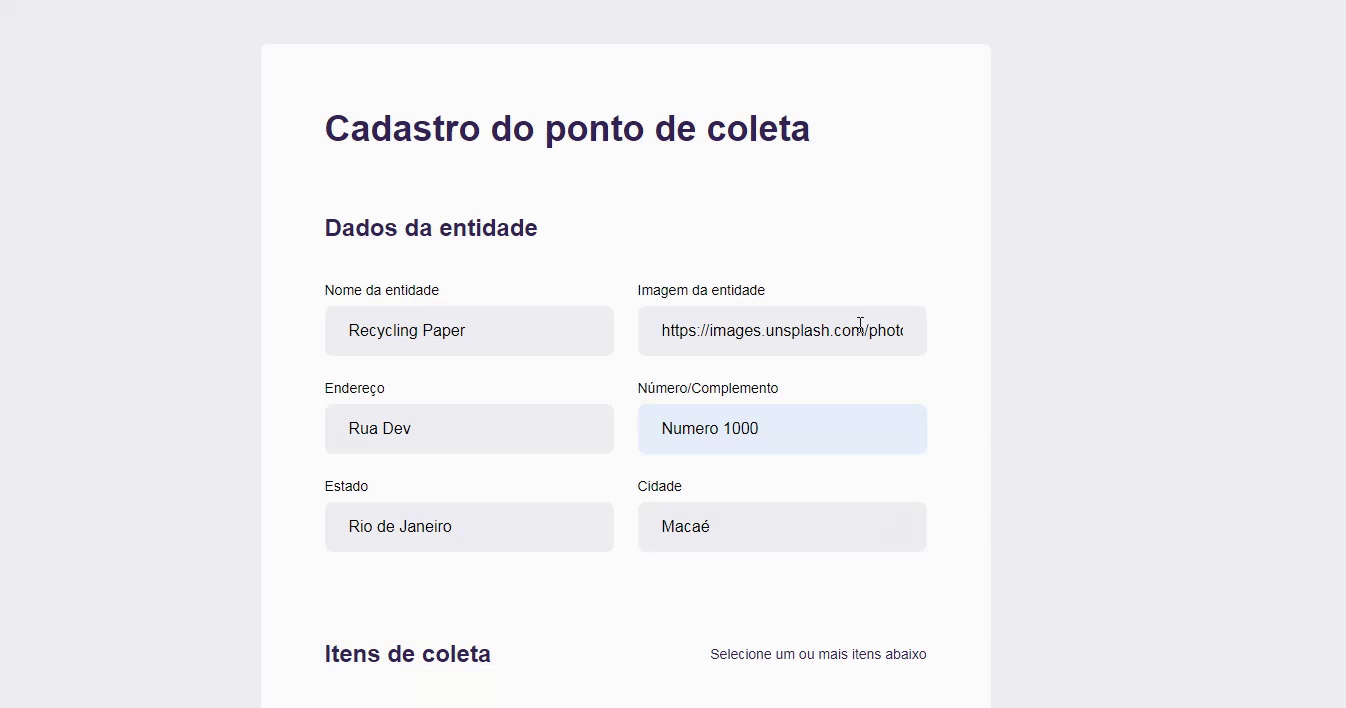 Cadastro do ponto de coleta
Dados da entidade
Nome da entidade
Imagem da entidade
Recycling Paper
https://images.unsplash.com/phot
Endereço
Número/Complemento
Rua Dev
Numero 1000
Estado
Cidade
Rio de Janeiro
Macaé
Itens de coleta
Selecione um ou mais itens abaixo